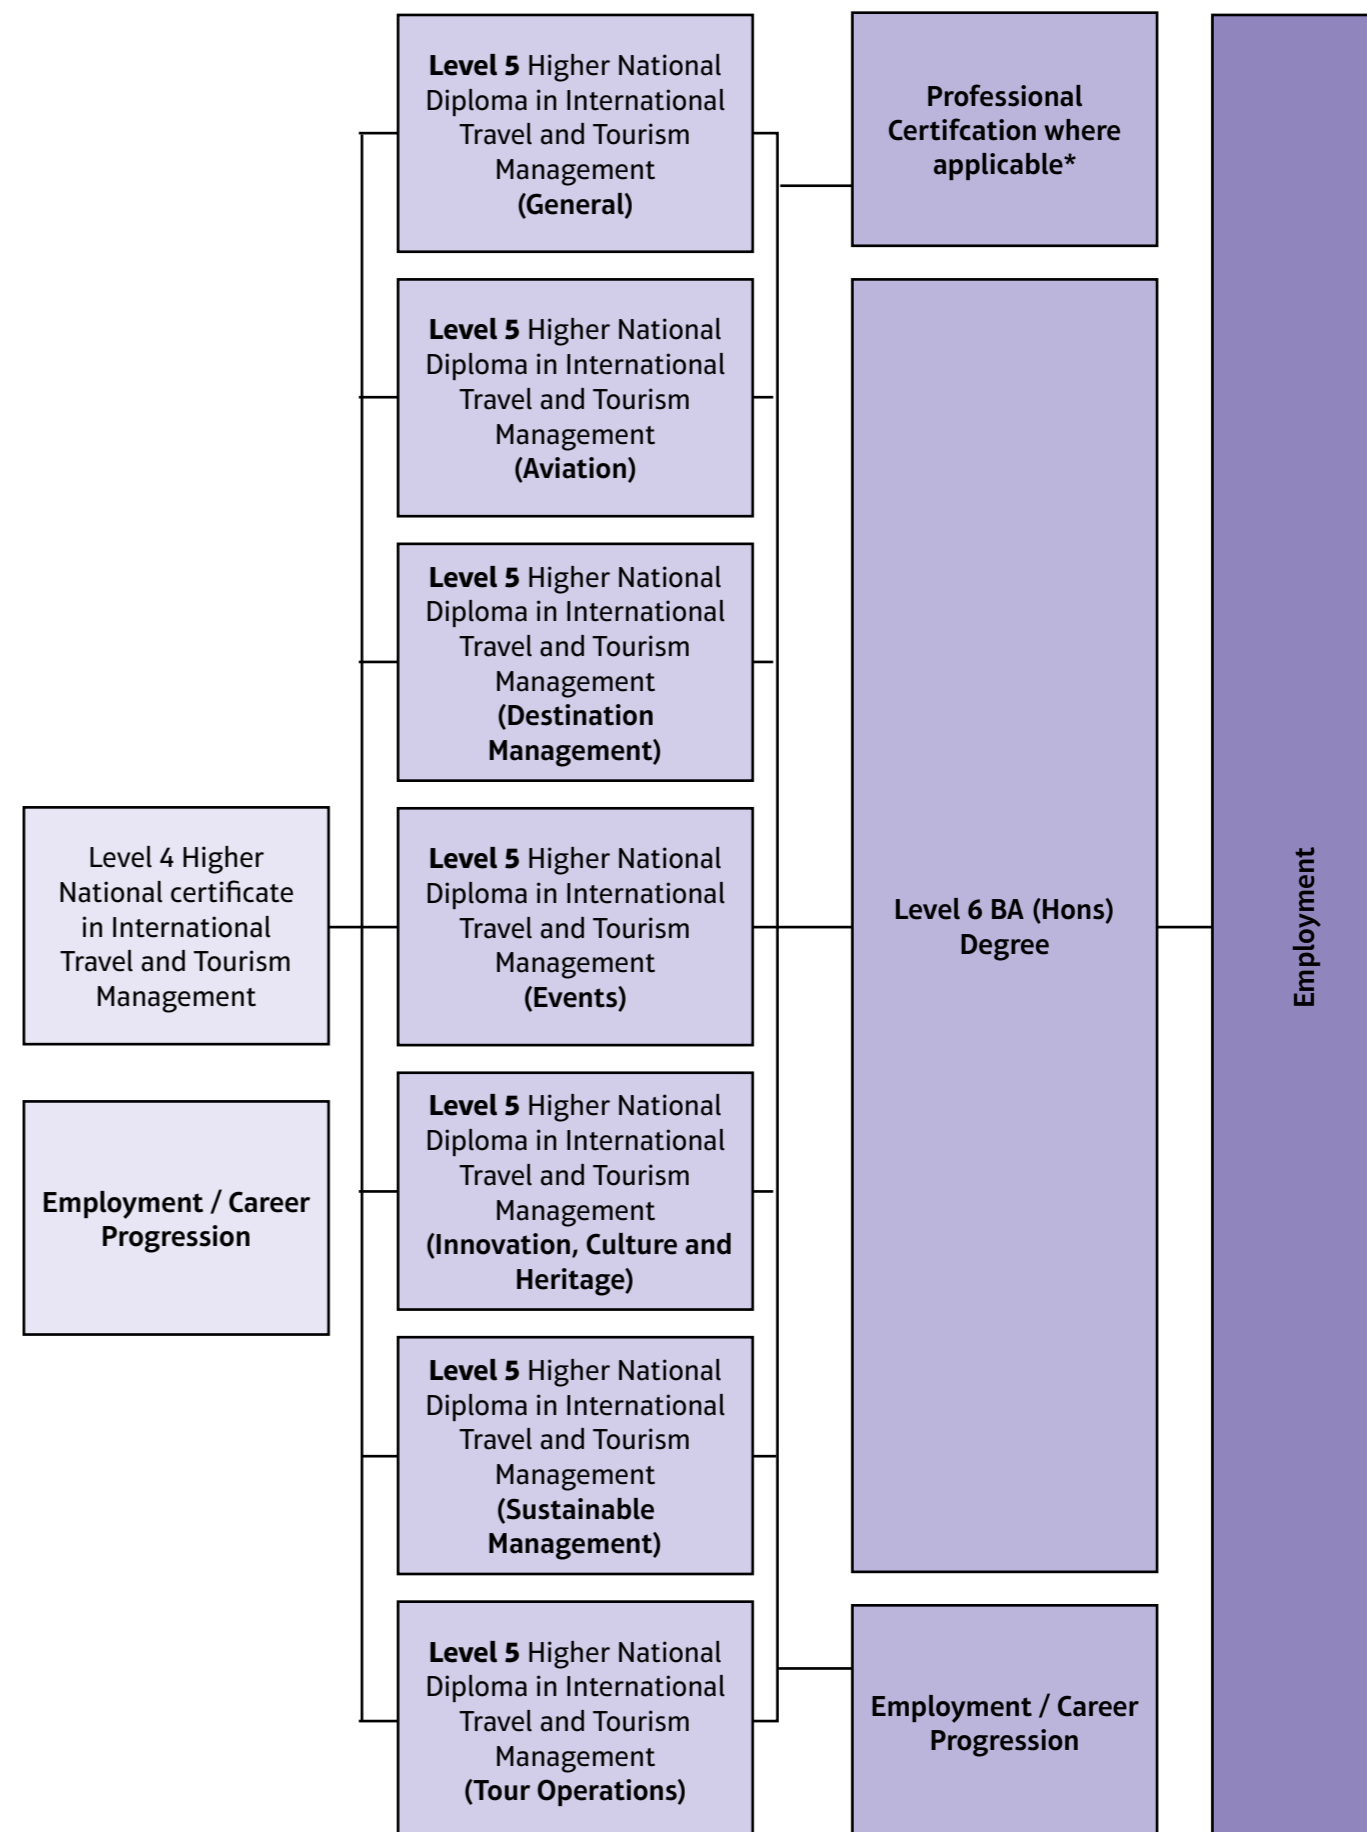 Level 4 Higher
National certificate
in International
Travel and Tourism
Management
Employment / Career
Progression
Level 5 Higher National
Diploma in International
Travel and Tourism
Management
(General)
Level 5 Higher National
Diploma in International
Travel and Tourism
Management
(Aviation)
Level 5 Higher National
Diploma in International
Travel and Tourism
Management
(Destination
Management)
Level 5 Higher National
Diploma in International
Travel and Tourism
Management
(Events)
Level 5 Higher National
Diploma in International
Travel and Tourism
Management
(Innovation, Culture and
Heritage)
Level 5 Higher National
Diploma in International
Travel and Tourism
Management
(Sustainable
Management)
Level 5 Higher National
Diploma in International
Travel and Tourism
Management
(Tour Operations)
Professional
Certifcation where
applicable*
Level 6 BA (Hons)
Degree
Employment / Career
Progression
Employment